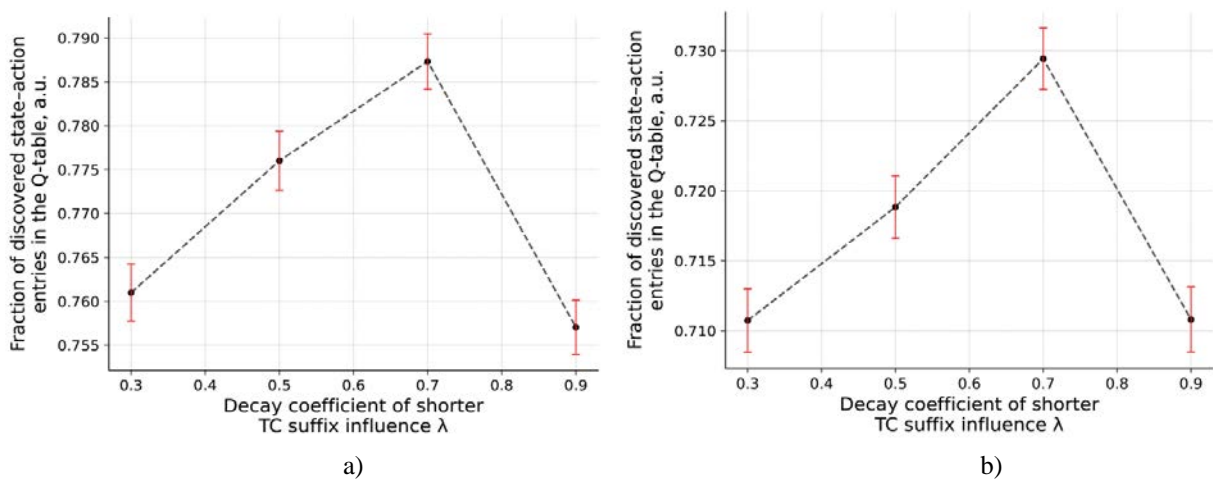 Fraction of discovered state–action
entries in the Q-table, a.u.
0.790
0.785
0.780
0.775
0.770
0.765
0.760
0.755
0.3 0.4 0.5 0.6 0.7 0.8 0.9
Decay coefficient of shorter
TC suffix influence λ
a)
Fraction of discovered state–action
entries in the Q-table, a.u.
0.730
0.725
0.720
0.715
0.710
0.3 0.4 0.5 0.6 0.7 0.8 0.9
Decay coefficient of shorter
TC suffix influence λ
b)